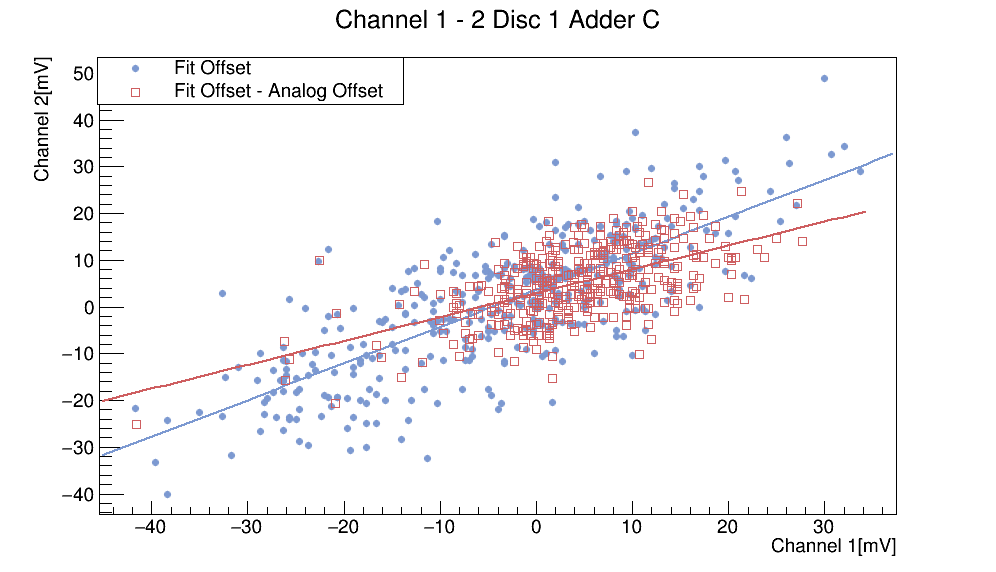 Channel 1 - 2 Disc 1 Adder C
Channel 2[mV]
Fit Offset
Fit Offset - Analog Offset
50
40
30
20
10
0
−10
−20
−30
−40
−40 −30 −20 −10 0 10 20 30
Channel 1[mV]